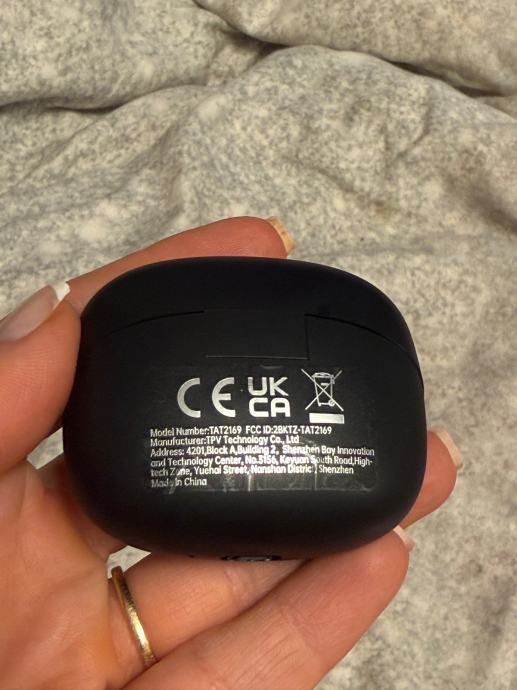 CE UK CA
Model Number:TAT2169 FCC ID:2BKTZ-TAT2169
Manufacturer:TPV Technology Co., Ltd
Address: 4201,Block A,Building 2, Shenzhen Bay Innovation
and Technology Center, No.5156, Keyuan South Road,High-
tech Zone, Yuehai Street, Nanshan District, Shenzhen
Made in China